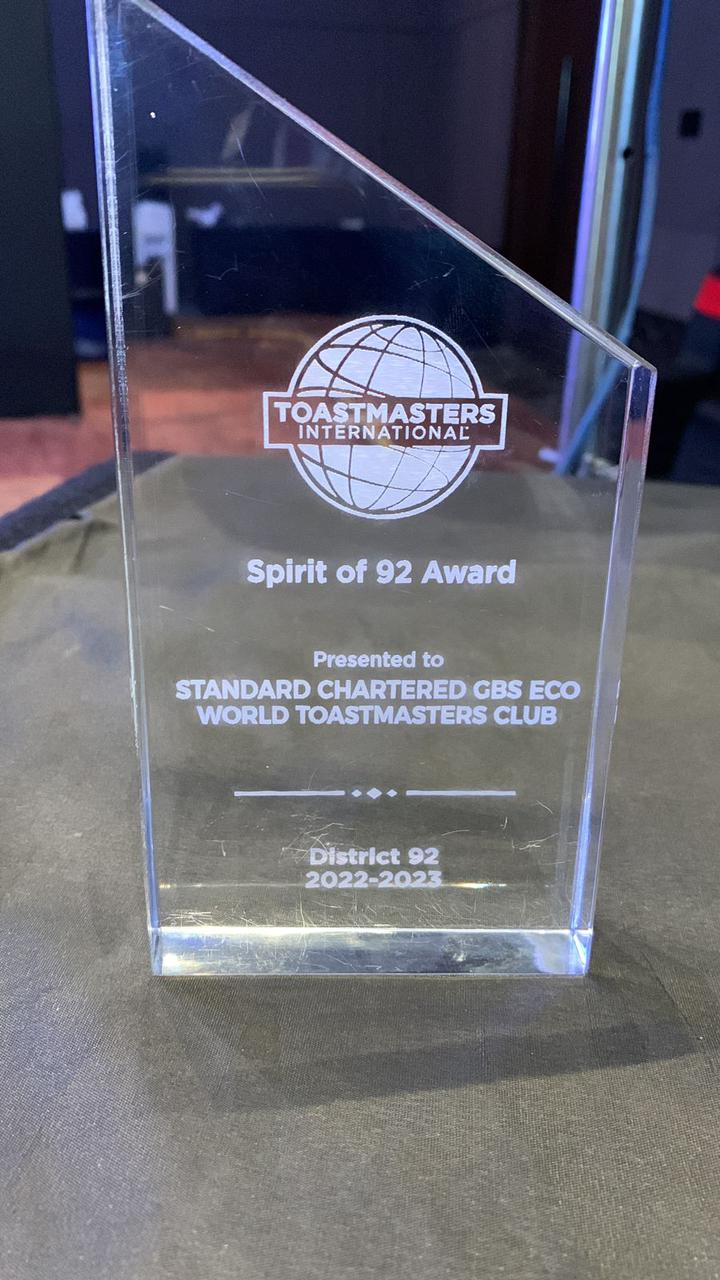 TOASTMASTERS
INTERNATIONAL
Spirit of 92 Award
Presented to
STANDARD CHARTERED GBS ECO
WORLD TOASTMASTERS CLUB
District 92
2022-2023